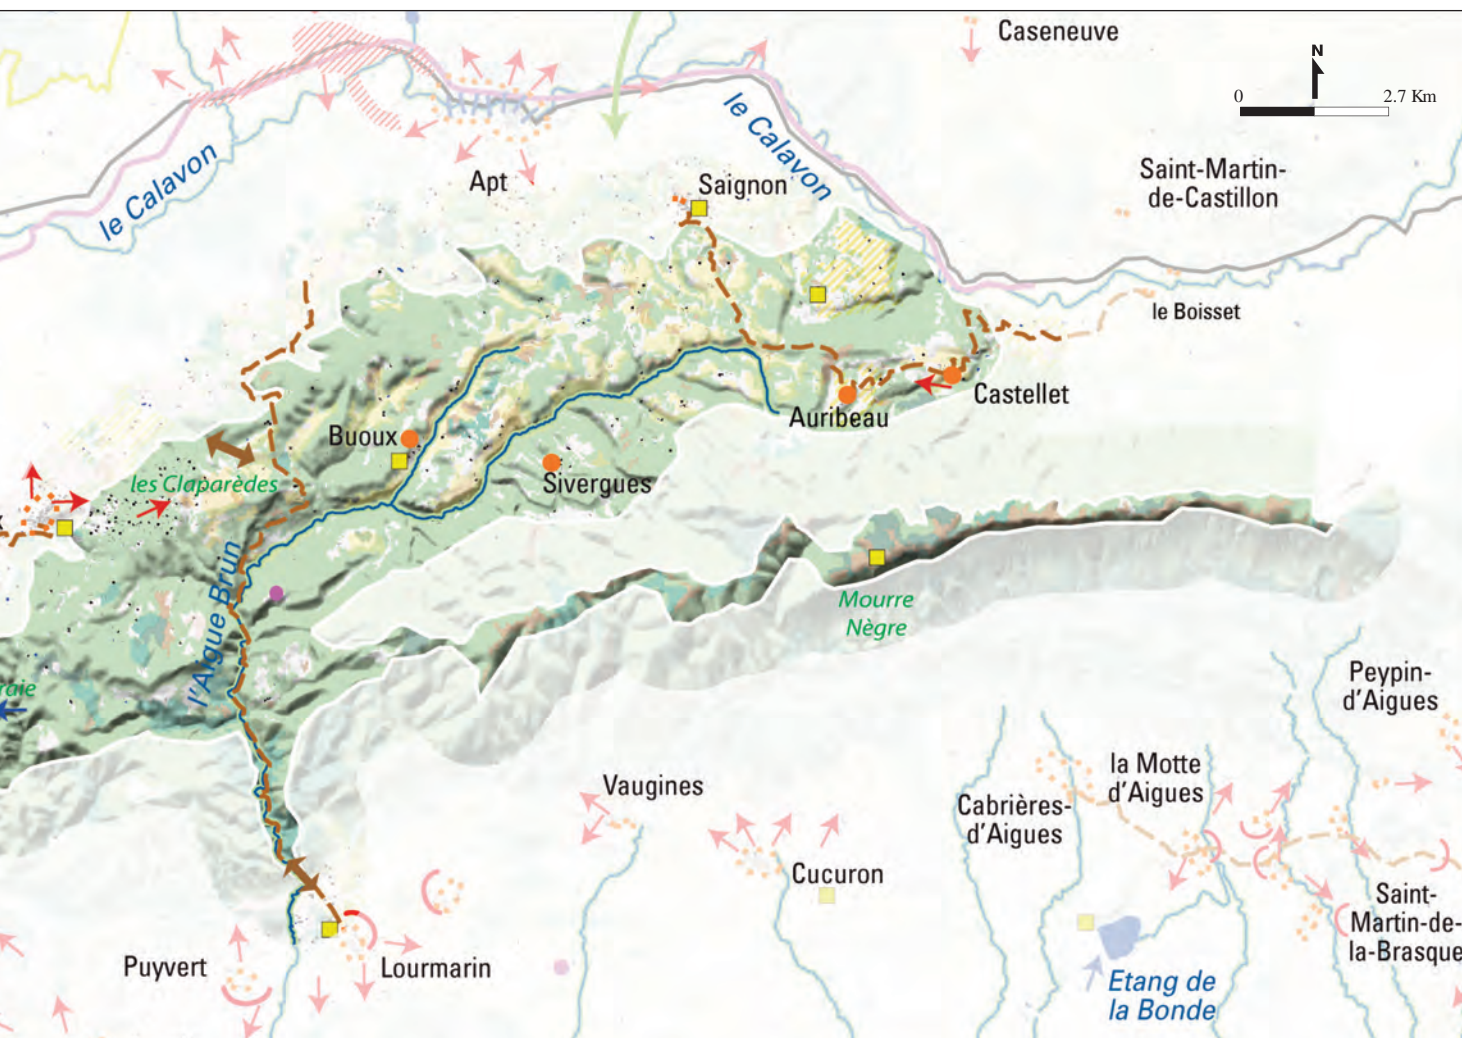 Caseneuve
N
0 2.7 Km
le Calavon
le Calavon
Saint-Martin-
de-Castillon
Apt
Saignon
le Boisset
Castellet
Auribeau
Buoux
Sivergues
les Claparèdes
l'Aigue Brun
Mourre
Nègre
Peypin-
d'Aigues
la Motte
d'Aigues
Vaugines
Cabrières-
d'Aigues
Cucuron
Saint-
Martin-de-
la-Brasque
Puyvert
Lourmarin
Etang de
la Bonde